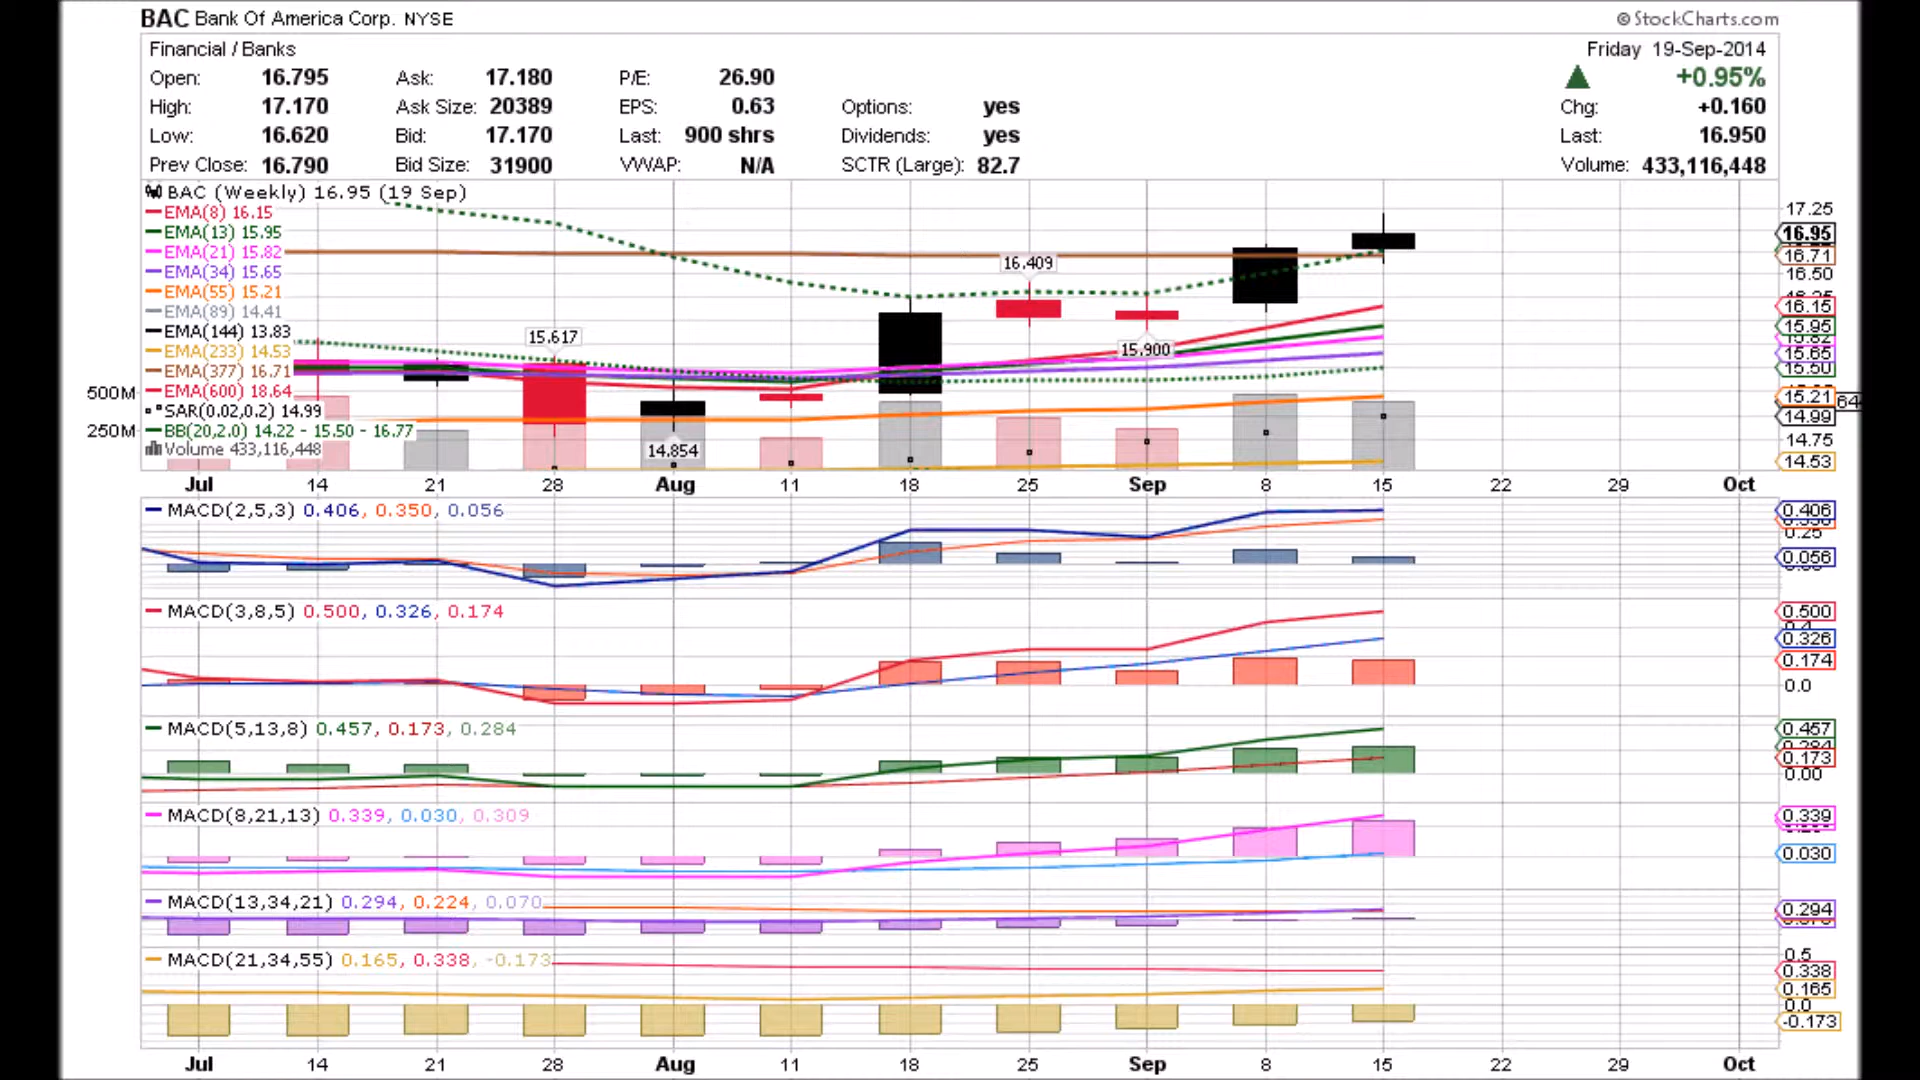 BAC Bank Of America Corp. NYSE © StockCharts.com
Financial / Banks Friday 19-Sep-2014
Open: 16.795 Ask: 17.180 P/E: 26.90 +0.95%
High: 17.170 Ask Size: 20389 EPS: 0.63 Options: yes Chg: +0.160
Low: 16.620 Bid: 17.170 Last: 900 shrs Dividends: yes Last: 16.950
Prev Close: 16.790 Bid Size: 31900 VWAP: N/A SCTR (Large): 82.7 Volume: 433,116,448
BAC (Weekly) 16.95 (19 Sep)
EMA(8) 16.15
EMA(13) 15.95
EMA(21) 15.82
EMA(34) 15.65
EMA(55) 15.21
EMA(89) 14.41
EMA(144) 13.83
EMA(233) 14.53
EMA(377) 16.71
EMA(600) 18.64
SAR(0.02,0.2) 14.99
BB(20,2.0) 14.22 - 15.50 - 16.77
Volume 433,116,448
500M
250M
15.617
14.854
16.409
15.900
17.25
16.95
16.71
16.50
16.15
15.95
15.65
15.50
15.21
14.99
14.75
14.53
Jul 14 21 28 Aug 11 18 25 Sep 8 15 22 29 Oct
MACD(2,5,3) 0.406, 0.350, 0.056
0.406
0.25
0.056
MACD(3,8,5) 0.500, 0.326, 0.174
0.500
0.326
0.174
0.0
MACD(5,13,8) 0.457, 0.173, 0.284
0.457
0.173
0.00
MACD(8,21,13) 0.339, 0.030, 0.309
0.339
0.030
MACD(13,34,21) 0.294, 0.224, 0.070
0.294
MACD(21,34,55) 0.165, 0.338, -0.173
0.5
0.338
0.165
0.0
-0.173
Jul 14 21 28 Aug 11 18 25 Sep 8 15 22 29 Oct